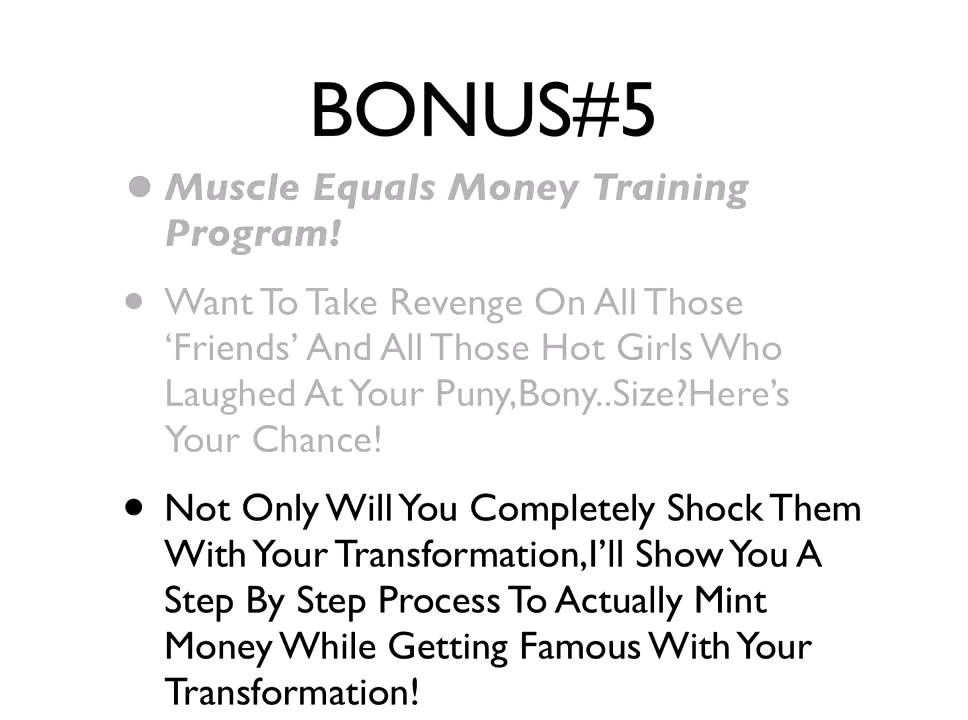 BONUS#5
• Muscle Equals Money Training
Program!
• Want To Take Revenge On All Those
‘Friends’ And All Those Hot Girls Who
Laughed At Your Puny,Bony..Size?Here’s
Your Chance!
• Not Only Will You Completely Shock Them
With Your Transformation,I’ll Show You A
Step By Step Process To Actually Mint
Money While Getting Famous With Your
Transformation!